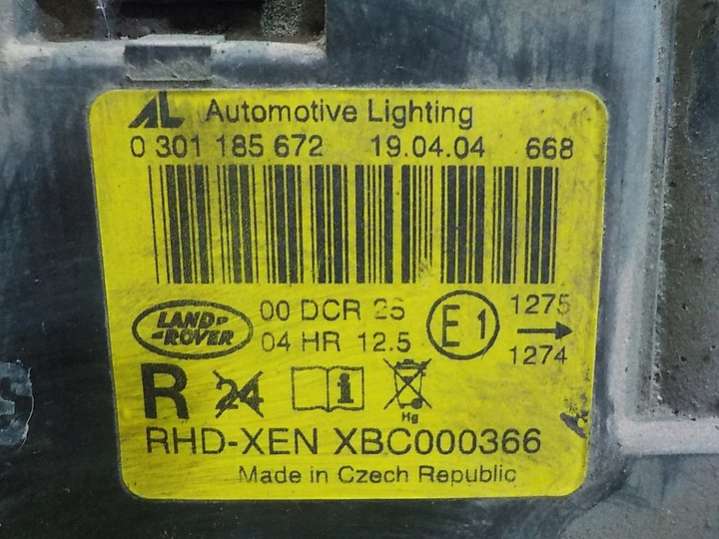 AL Automotive Lighting
0 301 185 672 19.04.04 668
LAND ROVER
00 DCR 25
04 HR 12.5
E1
1275
1274
R 24
i
Hg
RHD-XEN XBC000366
Made in Czech Republic